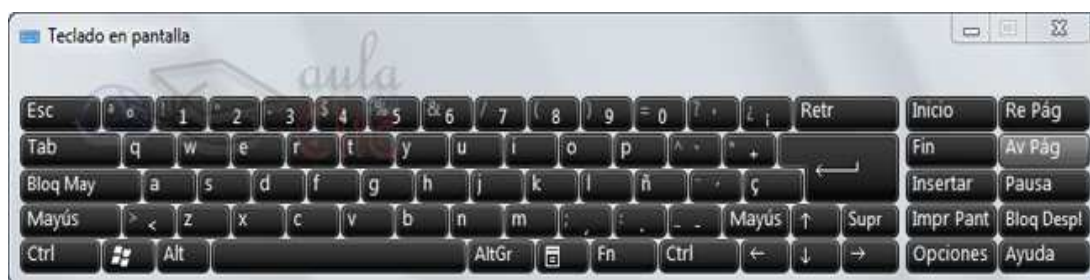 Teclado en pantalla
aula
Esc ª º ! 1 " 2 · 3 $ 4 % 5 & 6 / 7 ( 8 ) 9 = 0 ? ' ¿ ¡ Retr Inicio Re Pág
Tab q w e r t y u i o p ^ ` * + Fin Av Pág
Bloq May a s d f g h j k l ñ ¨ ´ ç Insertar Pausa
Mayús > < z x c v b n m ; , : . _ - Mayús ↑ Supr Impr Pant Bloq Despl
Ctrl Alt AltGr Fn Ctrl ← ↓ → Opciones Ayuda